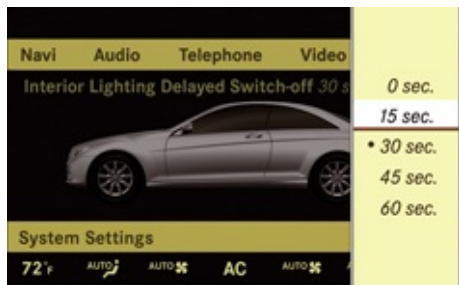 Navi Audio Telephone Video
Interior Lighting Delayed Switch-off 30 s
0 sec.
15 sec.
• 30 sec.
45 sec.
60 sec.
System Settings
72°F AUTO AUTO AC AUTO